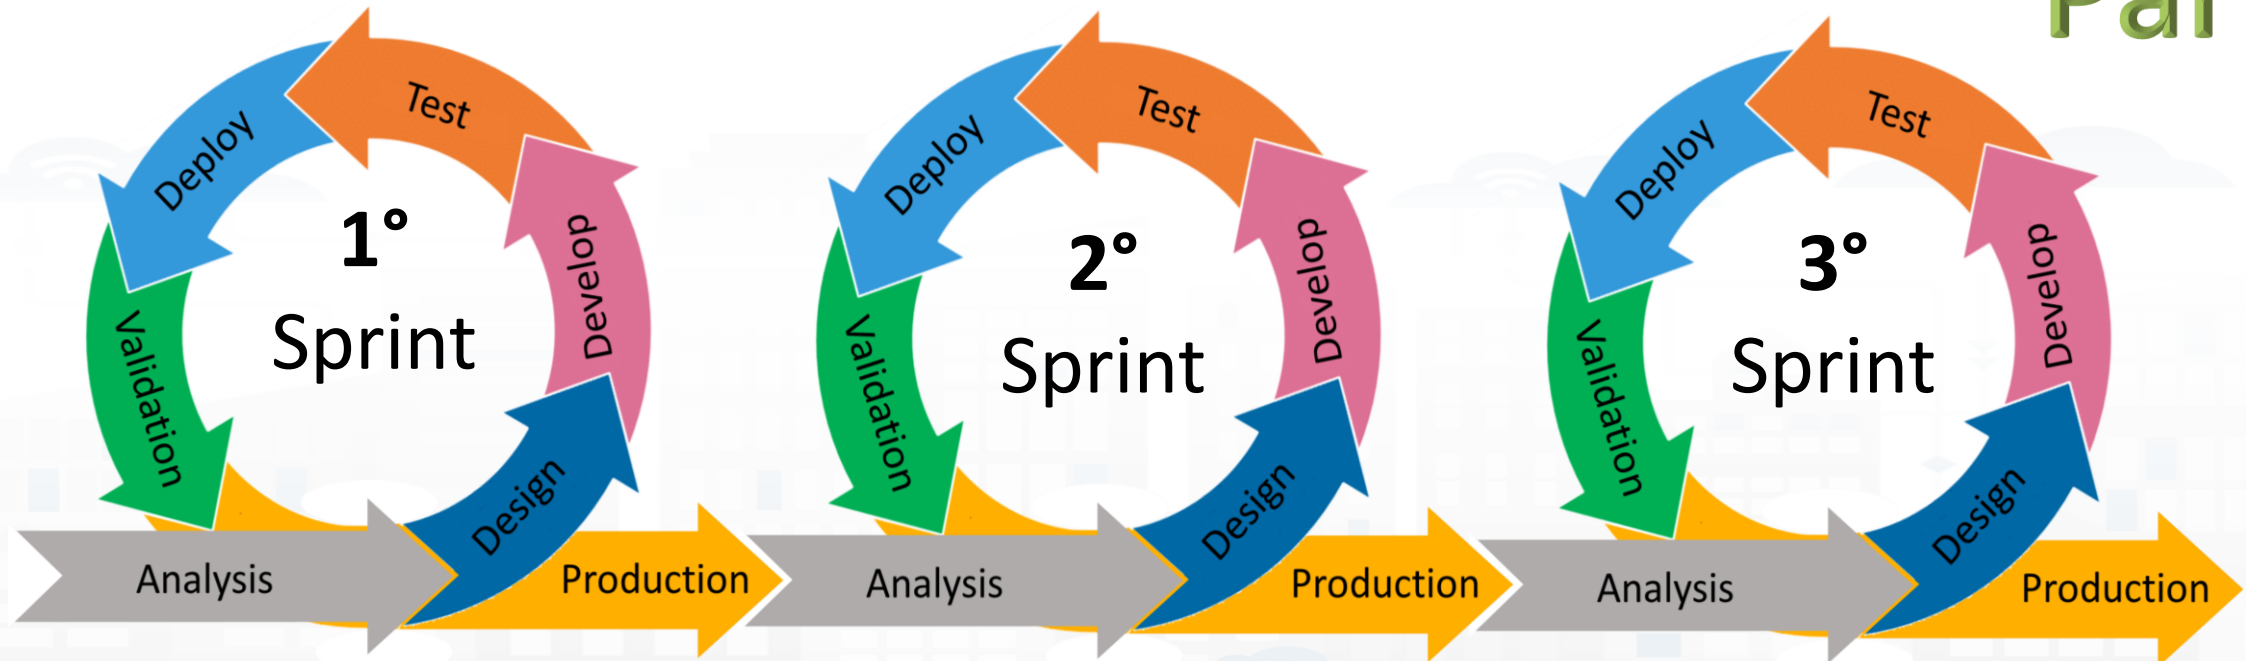 Pal
Test
Deploy
1°
Sprint
Develop
Validation
Design
Analysis
Production
Test
Deploy
2°
Sprint
Develop
Validation
Design
Analysis
Production
Test
Deploy
3°
Sprint
Develop
Validation
Design
Analysis
Production